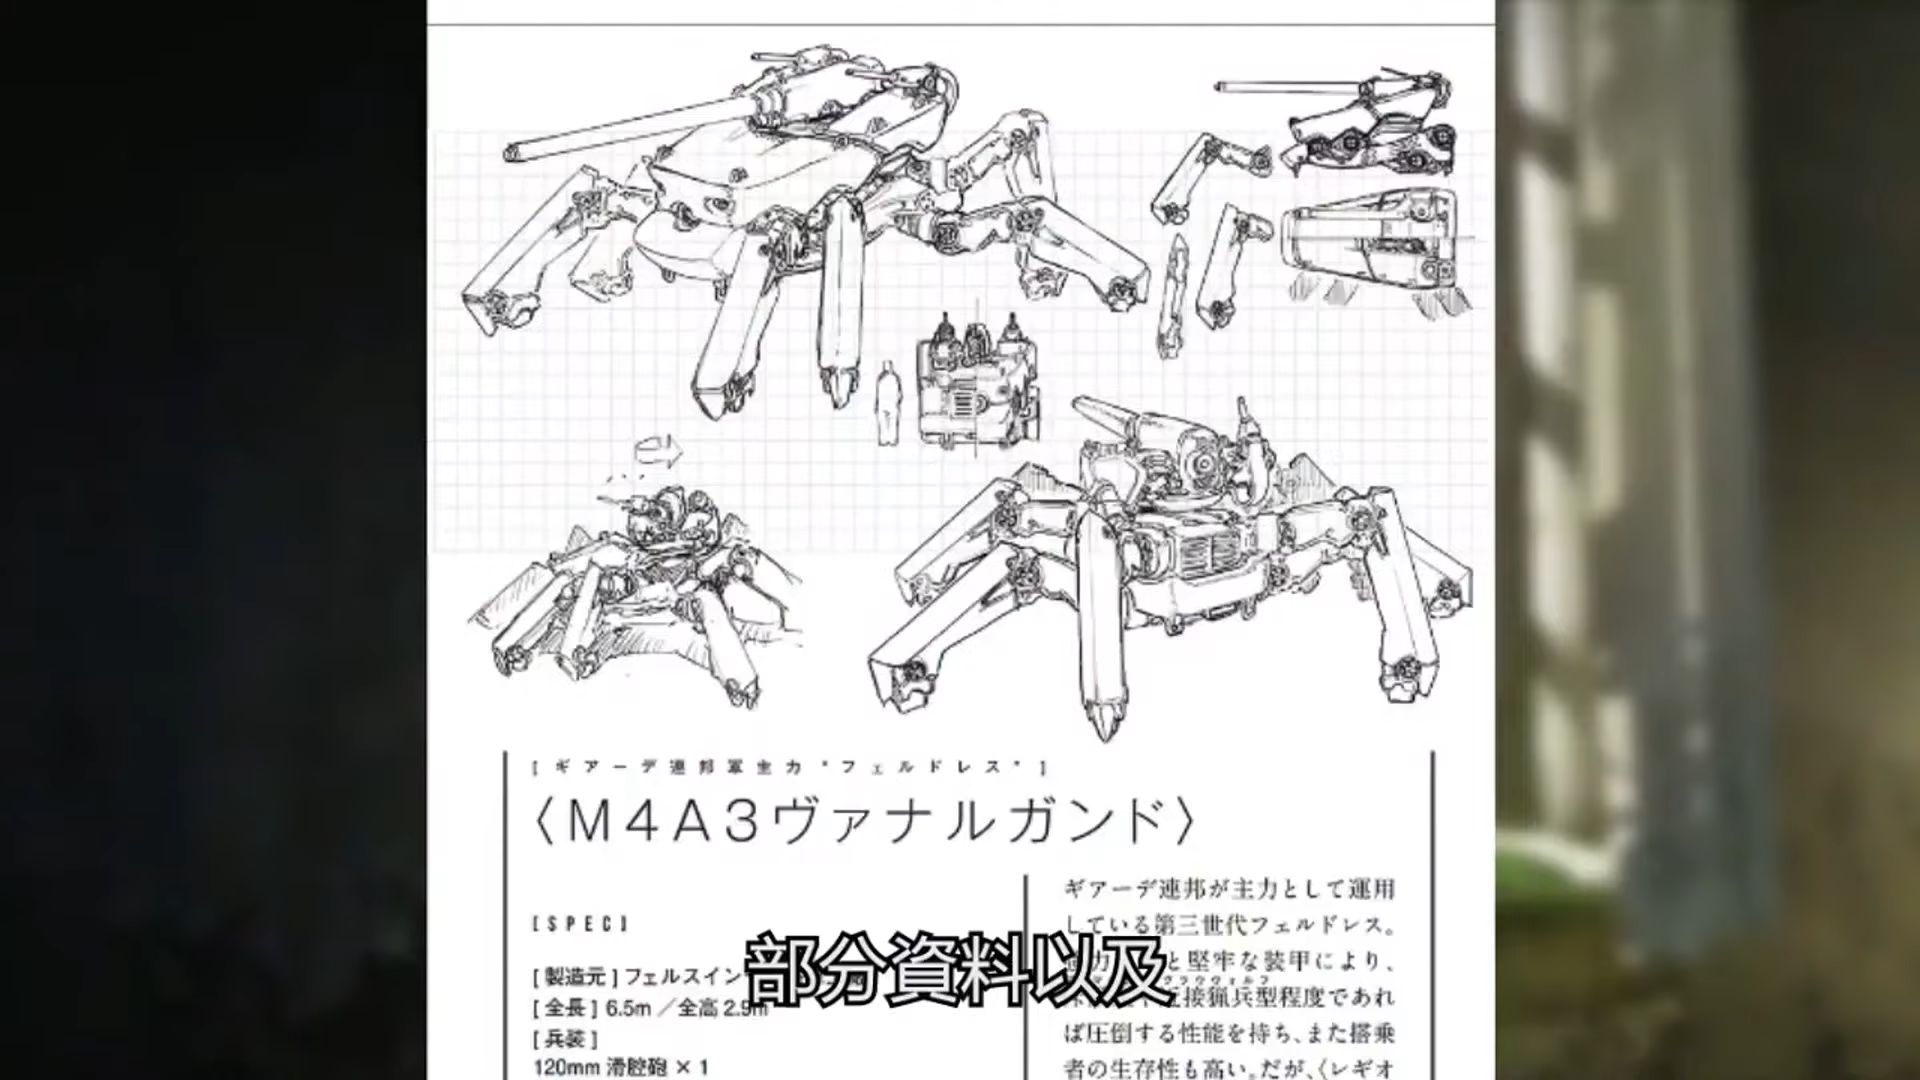 [ギアーデ連邦軍主力“フェルドレス”]
〈M4A3ヴァナルガンド〉
[SPEC]
[製造元] フェルスイン
[全長] 6.5m ／全高 2.9m
[兵装]
120mm 滑腔砲 × 1
ギアーデ連邦が主力として運用
している第三世代フェルドレス。
と堅牢な装甲により、
近接猟兵型程度であれ
ば圧倒する性能を持ち、また搭乗
者の生存性も高い。だが、〈レギオ
部分資料以及